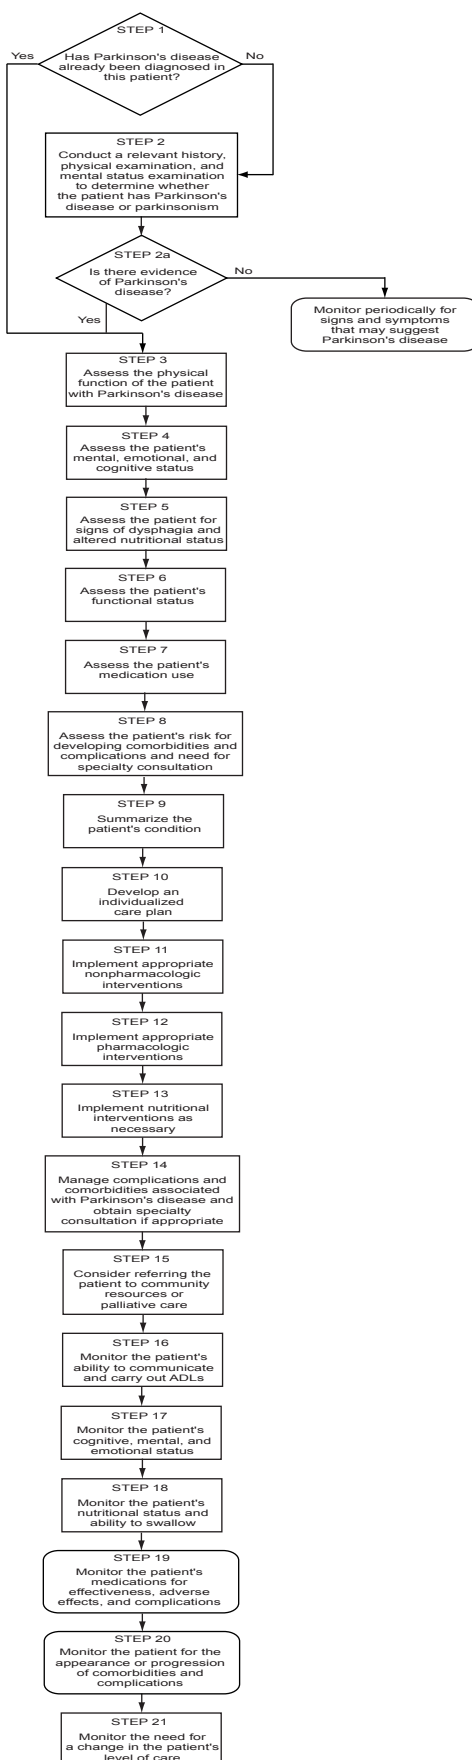 STEP 1
Yes
No
Has Parkinson's disease
already been diagnosed in
this patient?
STEP 2
Conduct a relevant history,
physical examination, and
mental status examination
to determine whether
the patient has Parkinson's
disease or parkinsonism
STEP 2a
No
Is there evidence
of Parkinson's
disease?
Yes
Monitor periodically for
signs and symptoms
that may suggest
Parkinson's disease
STEP 3
Assess the physical
function of the patient
with Parkinson's disease
STEP 4
Assess the patient's
mental, emotional, and
cognitive status
STEP 5
Assess the patient for
signs of dysphagia and
altered nutritional status
STEP 6
Assess the patient's
functional status
STEP 7
Assess the patient's
medication use
STEP 8
Assess the patient's risk for
developing comorbidities and
complications and need for
specialty consultation
STEP 9
Summarize the
patient's condition
STEP 10
Develop an
individualized
care plan
STEP 11
Implement appropriate
nonpharmacologic
interventions
STEP 12
Implement appropriate
pharmacologic
interventions
STEP 13
Implement nutritional
interventions as
necessary
STEP 14
Manage complications and
comorbidities associated
with Parkinson's disease and
obtain specialty
consultation if appropriate
STEP 15
Consider referring the
patient to community
resources or
palliative care
STEP 16
Monitor the patient's
ability to communicate
and carry out ADLs
STEP 17
Monitor the patient's
cognitive, mental, and
emotional status
STEP 18
Monitor the patient's
nutritional status and
ability to swallow
STEP 19
Monitor the patient's
medications for
effectiveness, adverse
effects, and complications
STEP 20
Monitor the patient for the
appearance or progression
of comorbidities and
complications
STEP 21
Monitor the need for
a change in the patient's
level of care